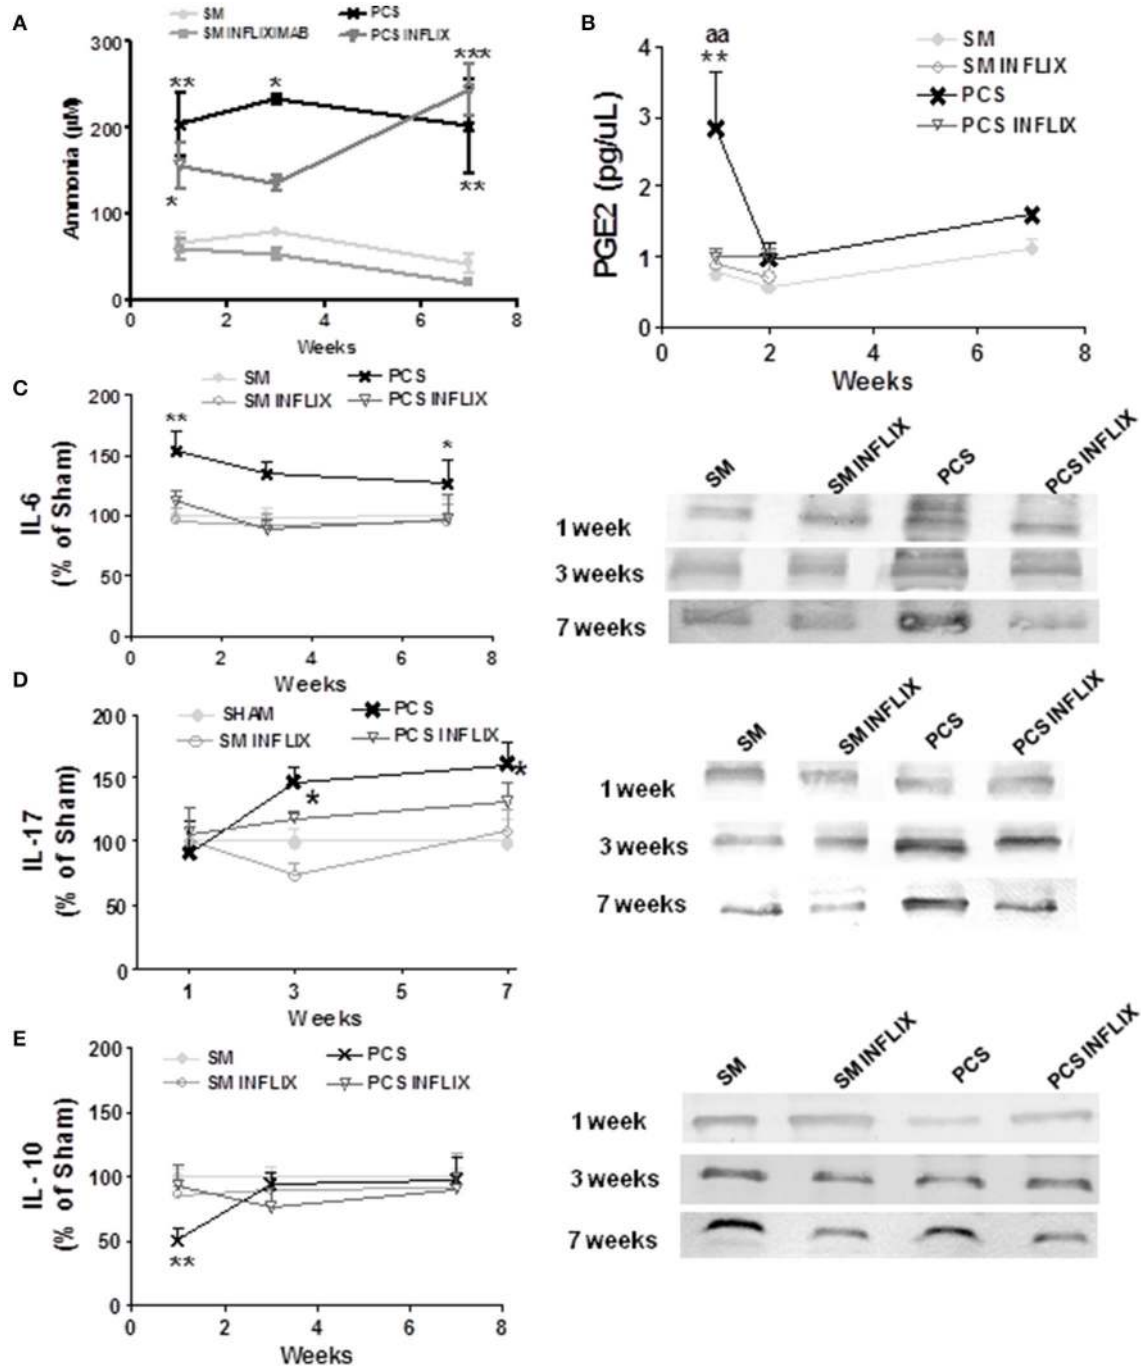 A
SM
PCS
SM INFLIXIMAB
PCS INFLIX
300
200
100
0
Ammonia (µM)
**
*
***
*
**
0 2 4 6 8
Weeks
B
aa
**
SM
SM INFLIX
PCS
PCS INFLIX
4
3
2
1
0
PGE2 (pg/uL)
0 2 4 6 8
Weeks
C
SM
PCS
SM INFLIX
PCS INFLIX
200
150
100
50
0
IL-6
(% of Sham)
**
*
0 2 4 6 8
Weeks
SM
SM INFLIX
PCS
PCS INFLIX
1 week
3 weeks
7 weeks
D
SHAM
PCS
SM INFLIX
PCS INFLIX
200
150
100
50
0
IL-17
(% of Sham)
*
*
1 3 5 7
Weeks
SM
SM INFLIX
PCS
PCS INFLIX
1 week
3 weeks
7 weeks
E
SM
PCS
SM INFLIX
PCS INFLIX
200
150
100
50
0
IL- 10
(% of Sham)
**
0 2 4 6 8
Weeks
SM
SM INFLIX
PCS
PCS INFLIX
1 week
3 weeks
7 weeks